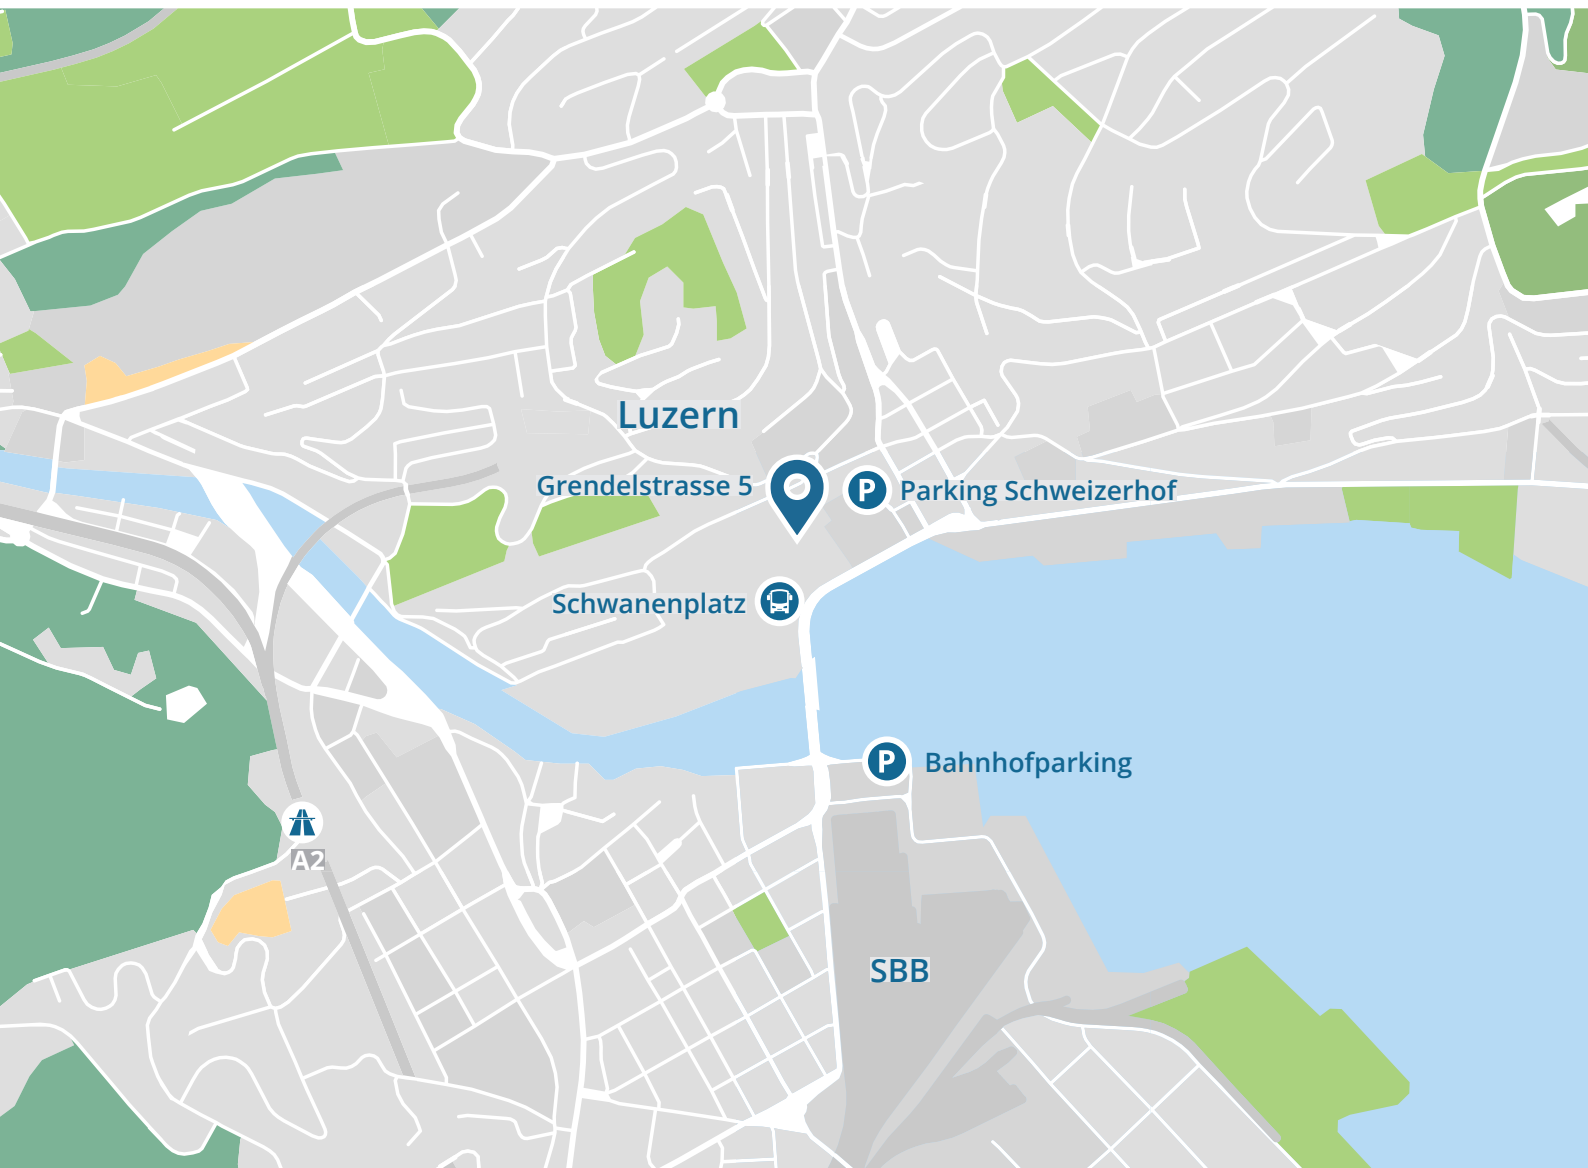 Luzern
Grendelstrasse 5
P
Parking Schweizerhof
Schwanenplatz
P
Bahnhofparking
A2
SBB